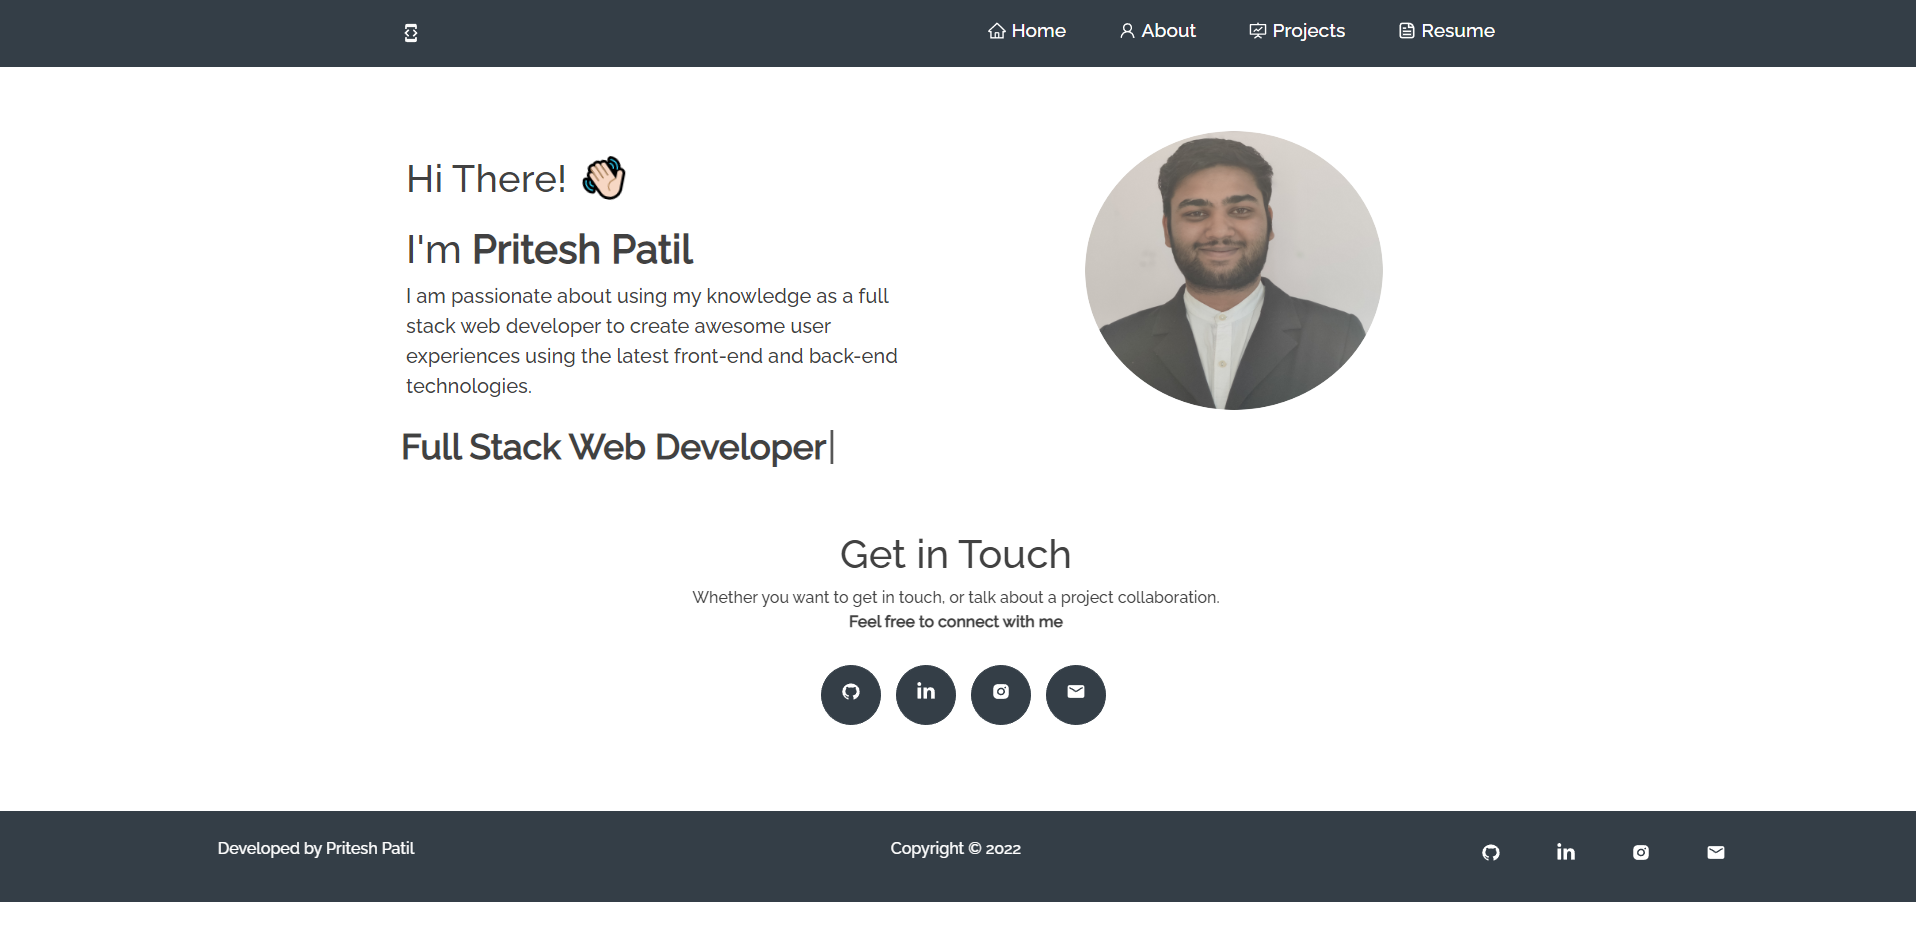 Home About Projects Resume
Hi There! 👋🏻
I'm Pritesh Patil
I am passionate about using my knowledge as a full
stack web developer to create awesome user
experiences using the latest front-end and back-end
technologies.
Full Stack Web Developer|
Get in Touch
Whether you want to get in touch, or talk about a project collaboration.
Feel free to connect with me
Developed by Pritesh Patil Copyright © 2022